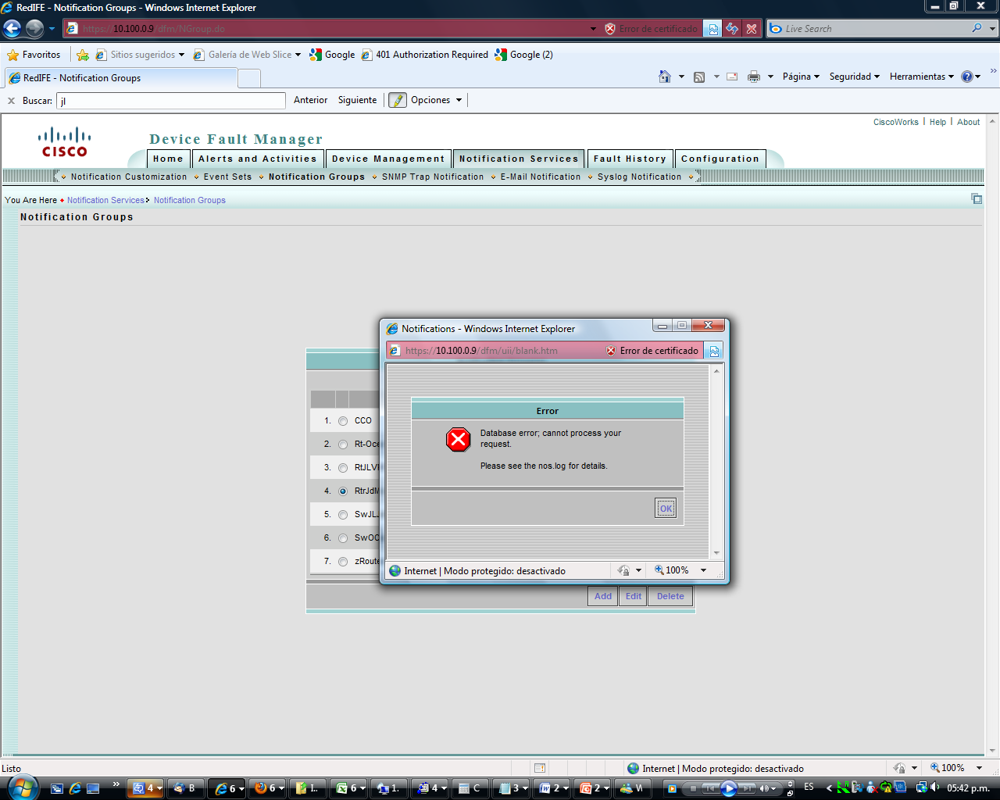 RedIFE - Notification Groups - Windows Internet Explorer
https://10.100.0.9/dfm/NGroup.do
Error de certificado
Live Search
Favoritos
Sitios sugeridos
Galería de Web Slice
Google
401 Authorization Required
Google (2)
RedIFE - Notification Groups
Página
Seguridad
Herramientas
Buscar: jl
Anterior
Siguiente
Opciones
CiscoWorks | Help | About
CISCO
Device Fault Manager
Home
Alerts and Activities
Device Management
Notification Services
Fault History
Configuration
Notification Customization
Event Sets
Notification Groups
SNMP Trap Notification
E-Mail Notification
Syslog Notification
You Are Here Notification Services Notification Groups
Notification Groups
1. CCO
2. Rt-Oce
3.
4.
5.
6.
7. zRoute
Add
Edit
Delete
Notifications - Windows Internet Explorer
https://10.100.0.9/dfm/uii/blank.htm
Error de certificado
Error
Database error; cannot process your
request.
Please see the nos.log for details.
OK
Internet | Modo protegido: desactivado
100%
Listo
Internet | Modo protegido: desactivado
100%
4
B
6
6
I..
6
1.
4
C
3
2
2
ES
05:42 p.m.